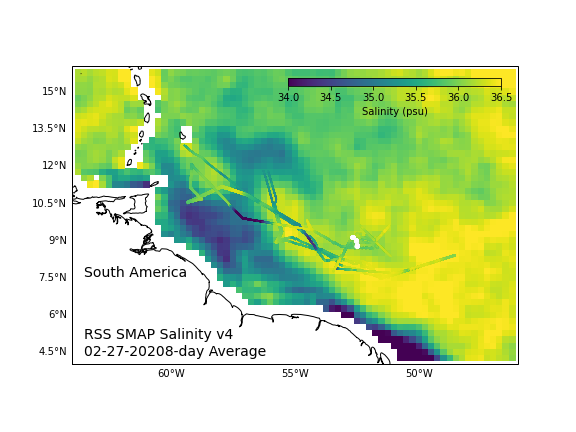 15°N
13.5°N
12°N
10.5°N
9°N
7.5°N
6°N
4.5°N
60°W 55°W 50°W
34.0 34.5 35.0 35.5 36.0 36.5
Salinity (psu)
South America
RSS SMAP Salinity v4
02-27-20208-day Average